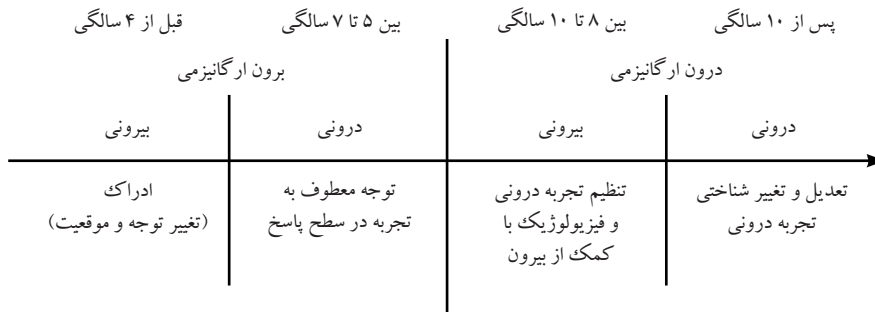 قبل از ۴ سالگی
بین ۵ تا ۷ سالگی
بین ۸ تا ۱۰ سالگی
پس از ۱۰ سالگی
برون ارگانیزمی
درون ارگانیزمی
بیرونی
درونی
بیرونی
درونی
ادراک
(تغییر توجه و موقعیت)
توجه معطوف به
تجربه در سطح پاسخ
تنظیم تجربه درونی
و فیزیولوژیک با
کمک از بیرون
تعدیل و تغییر شناختی
تجربه درونی